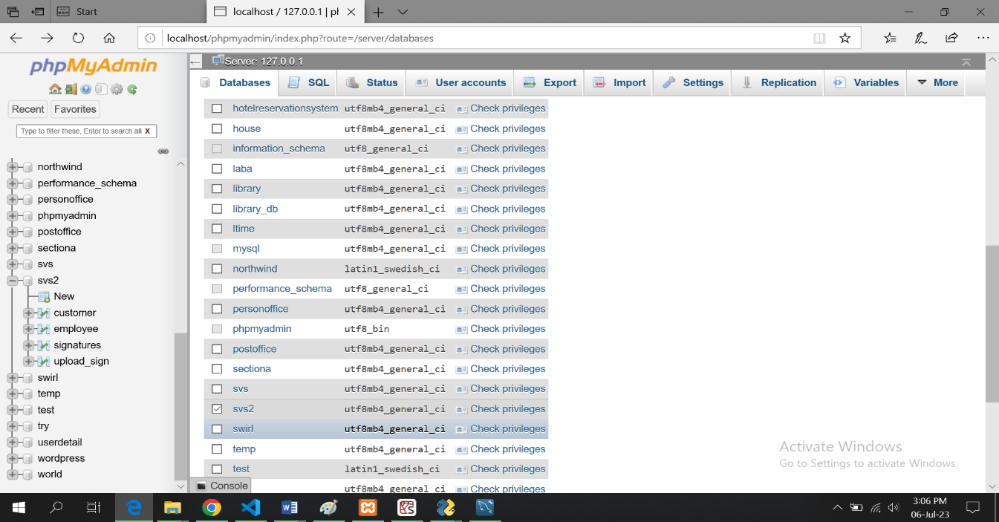 Start
localhost / 127.0.0.1 | pl
localhost/phpmyadmin/index.php?route=/server/databases
phpMyAdmin
Recent Favorites
Type to filter these, Enter to search all X
northwind
performance_schema
personoffice
phpmyadmin
postoffice
sectiona
svs
svs2
New
customer
employee
signatures
upload_sign
swirl
temp
test
try
userdetail
wordpress
world
Server: 127.0.0.1
Databases SQL Status User accounts Export Import Settings Replication Variables More
hotelreservationsystem utf8mb4_general_ci Check privileges
house utf8mb4_general_ci Check privileges
information_schema utf8_general_ci Check privileges
laba utf8mb4_general_ci Check privileges
library utf8mb4_general_ci Check privileges
library_db utf8mb4_general_ci Check privileges
ltime utf8mb4_general_ci Check privileges
mysql utf8mb4_general_ci Check privileges
northwind latin1_swedish_ci Check privileges
performance_schema utf8_general_ci Check privileges
personoffice utf8mb4_general_ci Check privileges
phpmyadmin utf8_bin Check privileges
postoffice utf8mb4_general_ci Check privileges
sectiona utf8mb4_general_ci Check privileges
svs utf8mb4_general_ci Check privileges
svs2 utf8mb4_general_ci Check privileges
swirl utf8mb4_general_ci Check privileges
temp utf8mb4_general_ci Check privileges
test latin1_swedish_ci Check privileges
utf8mb4_general_ci Check privileges
Console
Activate Windows
Go to Settings to activate Windows.
3:06 PM
06-Jul-23